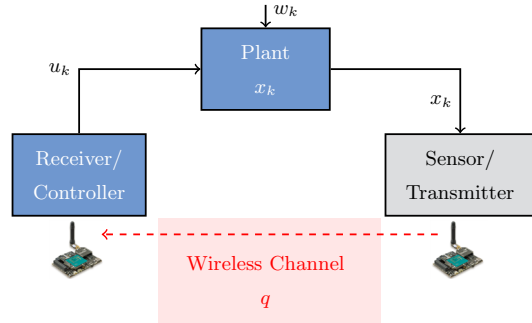 w_k
Plant
x_k
u_k
x_k
Receiver/
Controller
Sensor/
Transmitter
Wireless Channel
q